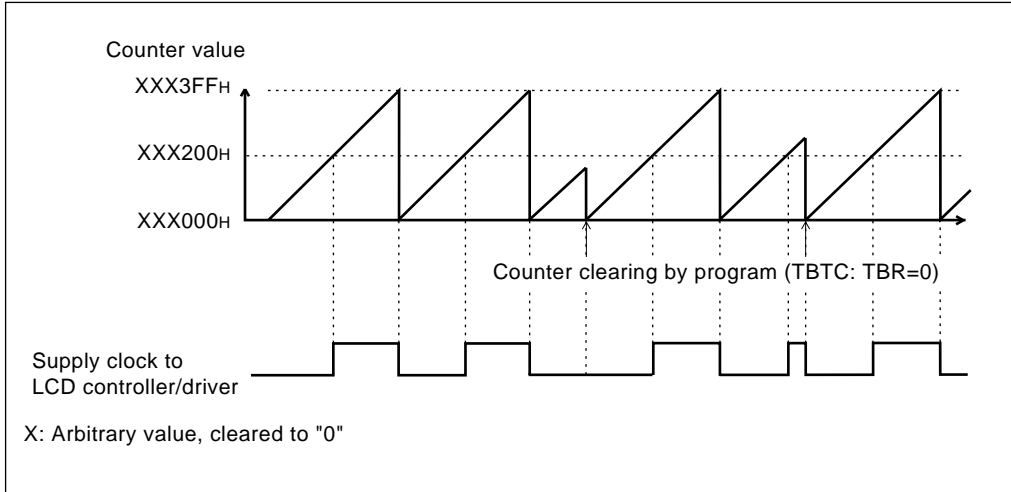 Counter value
XXX3FFH
XXX200H
XXX000H
Counter clearing by program (TBTC: TBR=0)
Supply clock to
LCD controller/driver
X: Arbitrary value, cleared to "0"